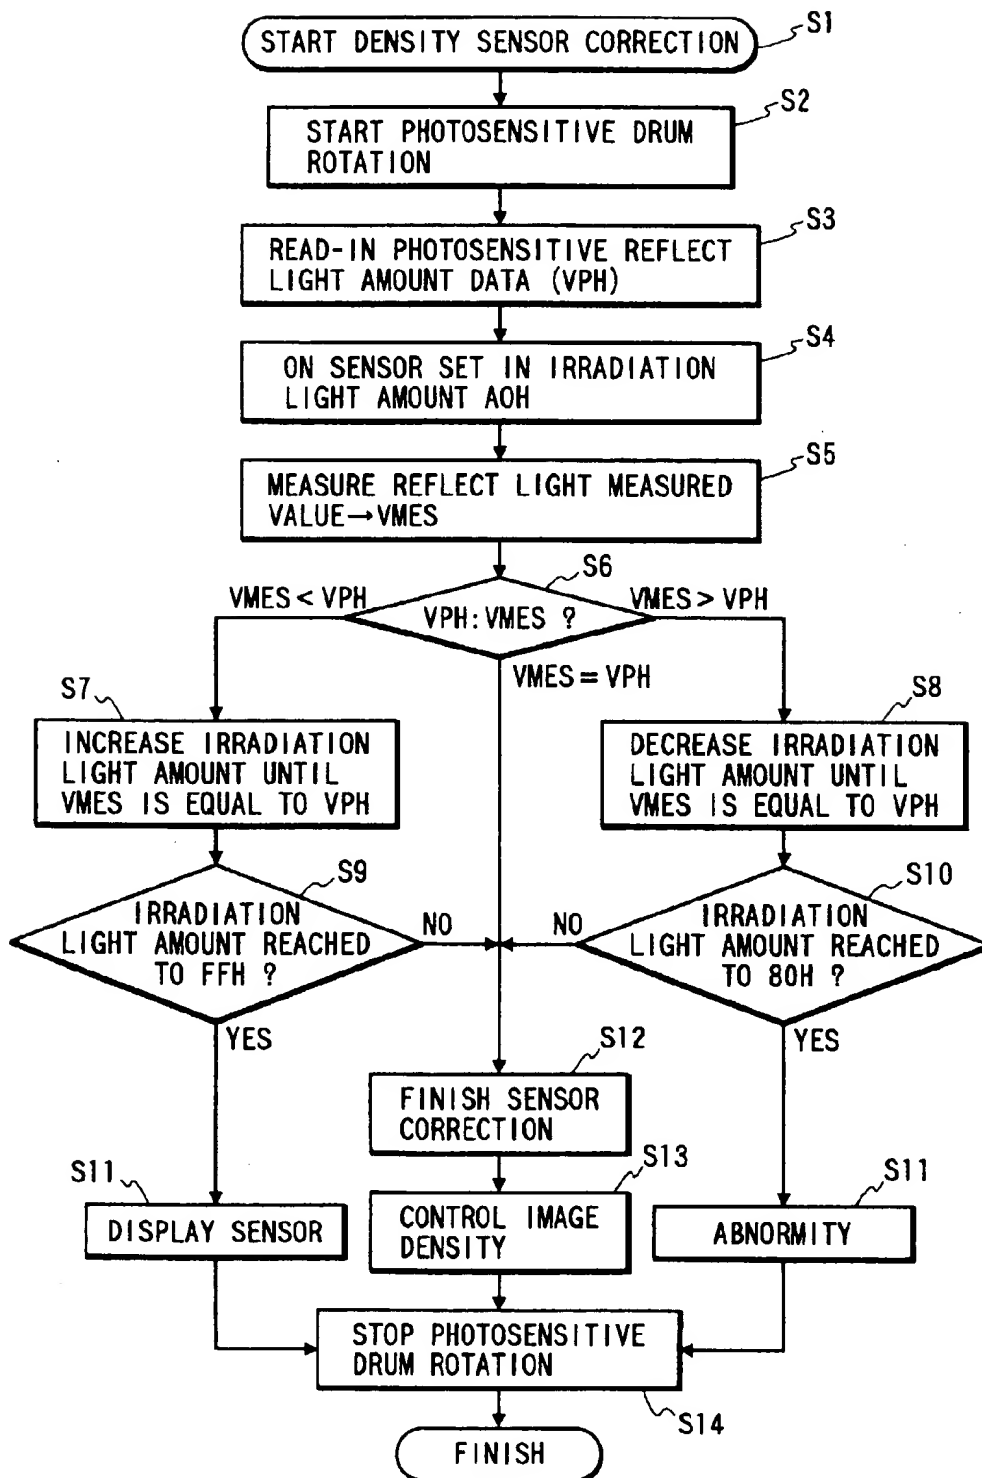 START DENSITY SENSOR CORRECTION
S1
S2
START PHOTOSENSITIVE DRUM
ROTATION
S3
READ-IN PHOTOSENSITIVE REFLECT
LIGHT AMOUNT DATA (VPH)
S4
ON SENSOR SET IN IRRADIATION
LIGHT AMOUNT AOH
S5
MEASURE REFLECT LIGHT MEASURED
VALUE→VMES
S6
VMES < VPH
VPH:VMES ?
VMES > VPH
VMES = VPH
S7
INCREASE IRRADIATION
LIGHT AMOUNT UNTIL
VMES IS EQUAL TO VPH
S8
DECREASE IRRADIATION
LIGHT AMOUNT UNTIL
VMES IS EQUAL TO VPH
S9
IRRADIATION
LIGHT AMOUNT REACHED
TO FFH ?
NO
YES
S10
IRRADIATION
LIGHT AMOUNT REACHED
TO 80H ?
NO
YES
S12
FINISH SENSOR
CORRECTION
S11
DISPLAY SENSOR
S13
CONTROL IMAGE
DENSITY
S11
ABNORMITY
STOP PHOTOSENSITIVE
DRUM ROTATION
S14
FINISH